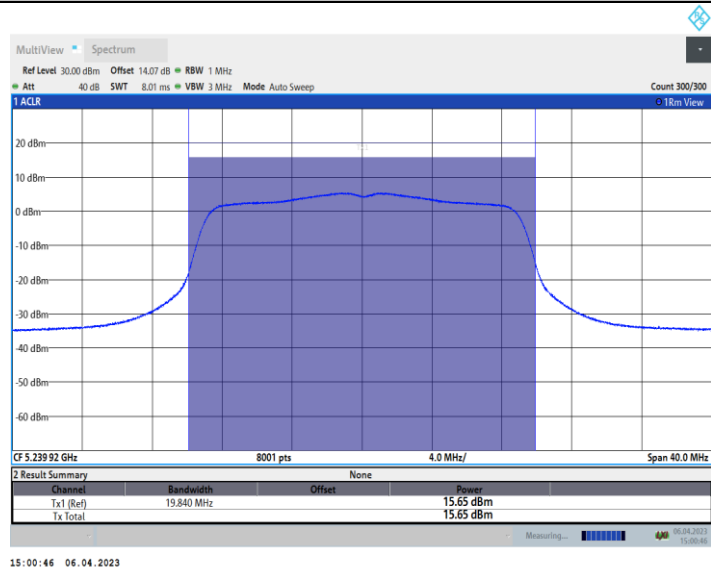 MultiView Spectrum
Ref Level 30.00 dBm Offset 14.07 dB RBW 1 MHz
Att 40 dB SWT 8.01 ms VBW 3 MHz Mode Auto Sweep Count 300/300
1 ACLR 1Rm View
20 dBm
10 dBm
0 dBm
-10 dBm
-20 dBm
-30 dBm
-40 dBm
-50 dBm
-60 dBm
CF 5.239 92 GHz 8001 pts 4.0 MHz/ Span 40.0 MHz
2 Result Summary None
Channel Bandwidth Offset Power
Tx1 (Ref) 19.840 MHz 15.65 dBm
Tx Total 15.65 dBm
Measuring... 06.04.2023
15:00:46
15:00:46 06.04.2023